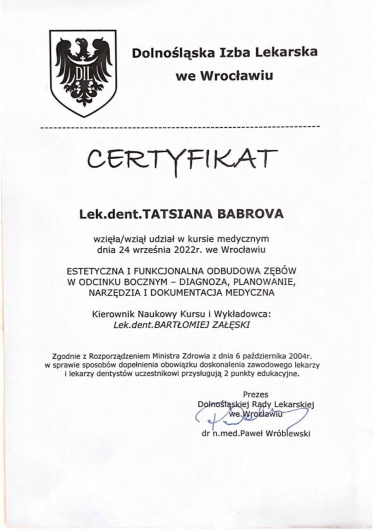 DIL
Dolnośląska Izba Lekarska
we Wrocławiu
CERTYFIKAT
Lek.dent.TATSIANA BABROVA
wzięła/wziął udział w kursie medycznym
dnia 24 września 2022r. we Wrocławiu
ESTETYCZNA I FUNKCJONALNA ODBUDOWA ZĘBÓW
W ODCINKU BOCZNYM – DIAGNOZA, PLANOWANIE,
NARZĘDZIA I DOKUMENTACJA MEDYCZNA
Kierownik Naukowy Kursu i Wykładowca:
Lek.dent.BARTŁOMIEJ ZAŁĘSKI
Zgodnie z Rozporządzeniem Ministra Zdrowia z dnia 6 października 2004r.
w sprawie sposobów dopełnienia obowiązku doskonalenia zawodowego lekarzy
i lekarzy dentystów uczestnikowi przysługują 2 punkty edukacyjne.
Prezes
Dolnośląskiej Rady Lekarskiej
we Wrocławiu
dr n.med.Paweł Wróblewski